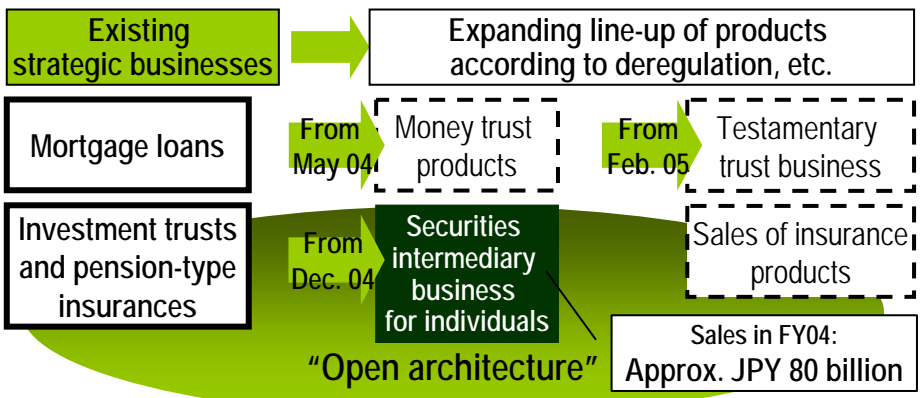 Existing
strategic businesses
Expanding line-up of products
according to deregulation, etc.
Mortgage loans
From
May 04
Money trust
products
From
Feb. 05
Testamentary
trust business
Investment trusts
and pension-type
insurances
From
Dec. 04
Securities
intermediary
business
for individuals
Sales of insurance
products
“Open architecture”
Sales in FY04:
Approx. JPY 80 billion